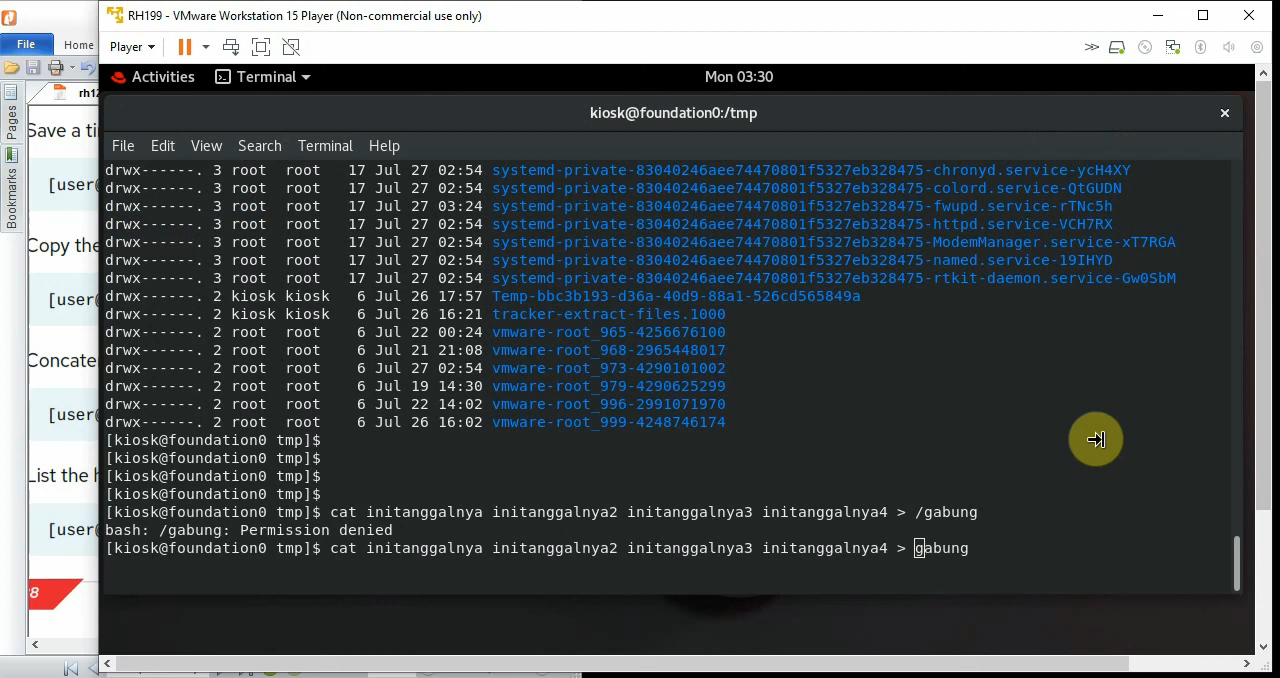 RH199 - VMware Workstation 15 Player (Non-commercial use only)
File Home
Player
Activities Terminal Mon 03:30
rh12
kiosk@foundation0:/tmp
Pages
Bookmarks
Save a ti
[user@
Copy the
[user@
Concate
[user@
List the h
[user@
8
File Edit View Search Terminal Help
drwx------. 3 root root 17 Jul 27 02:54 systemd-private-83040246aee74470801f5327eb328475-chronyd.service-ycH4XY
drwx------. 3 root root 17 Jul 27 02:54 systemd-private-83040246aee74470801f5327eb328475-colord.service-QtGUDN
drwx------. 3 root root 17 Jul 27 03:24 systemd-private-83040246aee74470801f5327eb328475-fwupd.service-rTNc5h
drwx------. 3 root root 17 Jul 27 02:54 systemd-private-83040246aee74470801f5327eb328475-httpd.service-VCH7RX
drwx------. 3 root root 17 Jul 27 02:54 systemd-private-83040246aee74470801f5327eb328475-ModemManager.service-xT7RGA
drwx------. 3 root root 17 Jul 27 02:54 systemd-private-83040246aee74470801f5327eb328475-named.service-19IHYD
drwx------. 3 root root 17 Jul 27 02:54 systemd-private-83040246aee74470801f5327eb328475-rtkit-daemon.service-Gw0SbM
drwx------. 2 kiosk kiosk 6 Jul 26 17:57 Temp-bbc3b193-d36a-40d9-88a1-526cd565849a
drwx------. 2 kiosk kiosk 6 Jul 26 16:21 tracker-extract-files.1000
drwx------. 2 root root 6 Jul 22 00:24 vmware-root_965-4256676100
drwx------. 2 root root 6 Jul 21 21:08 vmware-root_968-2965448017
drwx------. 2 root root 6 Jul 27 02:54 vmware-root_973-4290101002
drwx------. 2 root root 6 Jul 19 14:30 vmware-root_979-4290625299
drwx------. 2 root root 6 Jul 22 14:02 vmware-root_996-2991071970
drwx------. 2 root root 6 Jul 26 16:02 vmware-root_999-4248746174
[kiosk@foundation0 tmp]$
[kiosk@foundation0 tmp]$
[kiosk@foundation0 tmp]$
[kiosk@foundation0 tmp]$
[kiosk@foundation0 tmp]$ cat initanggalnya initanggalnya2 initanggalnya3 initanggalnya4 > /gabung
bash: /gabung: Permission denied
[kiosk@foundation0 tmp]$ cat initanggalnya initanggalnya2 initanggalnya3 initanggalnya4 > gabung